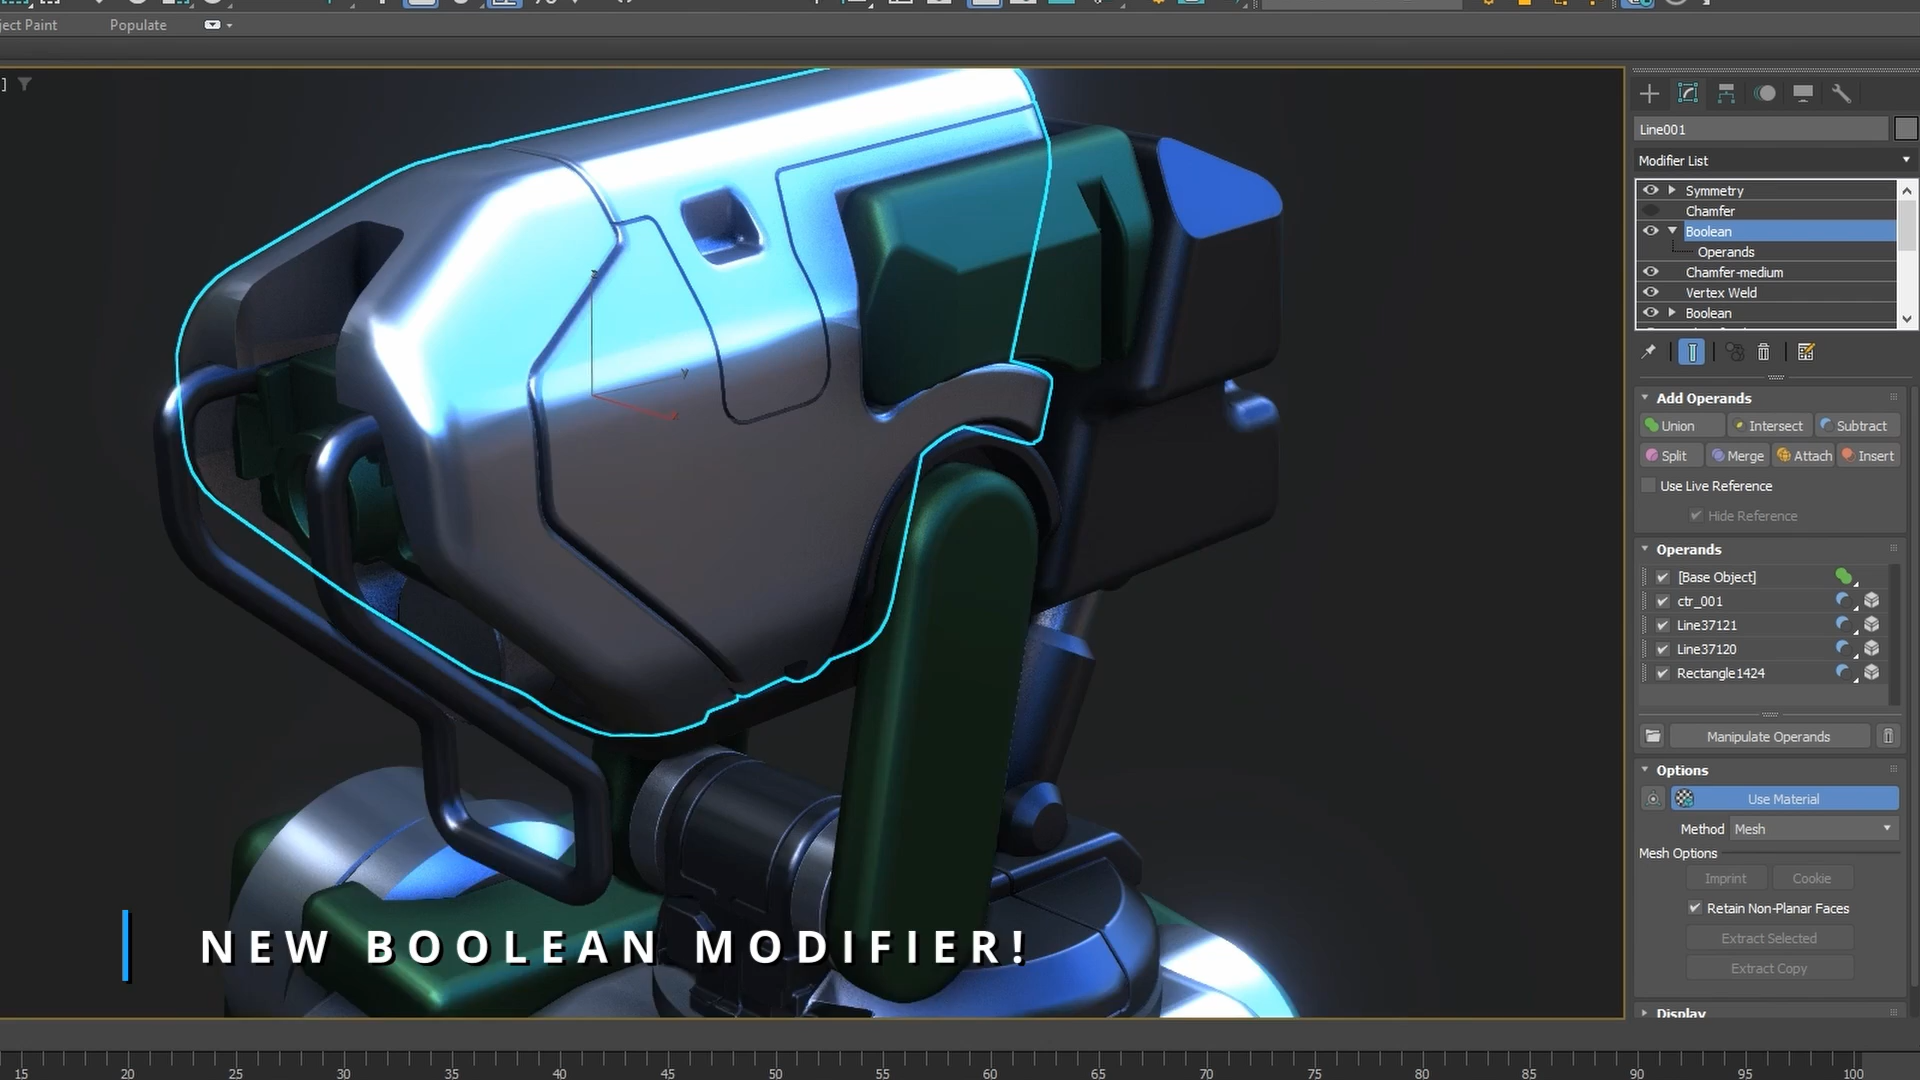 ject Paint
Populate
]
Line001
Modifier List
Symmetry
Chamfer
Boolean
Operands
Chamfer-medium
Vertex Weld
Boolean
z
y
Add Operands
Union
Intersect
Subtract
Split
Merge
Attach
Insert
Use Live Reference
Hide Reference
Operands
[Base Object]
ctr_001
Line37121
Line37120
Rectangle1424
Manipulate Operands
Options
Use Material
Method
Mesh
Mesh Options
Imprint
Cookie
Retain Non-Planar Faces
Extract Selected
Extract Copy
Display
NEW BOOLEAN MODIFIER!
15 20 25 30 35 40 45 50 55 60 65 70 75 80 85 90 95 100